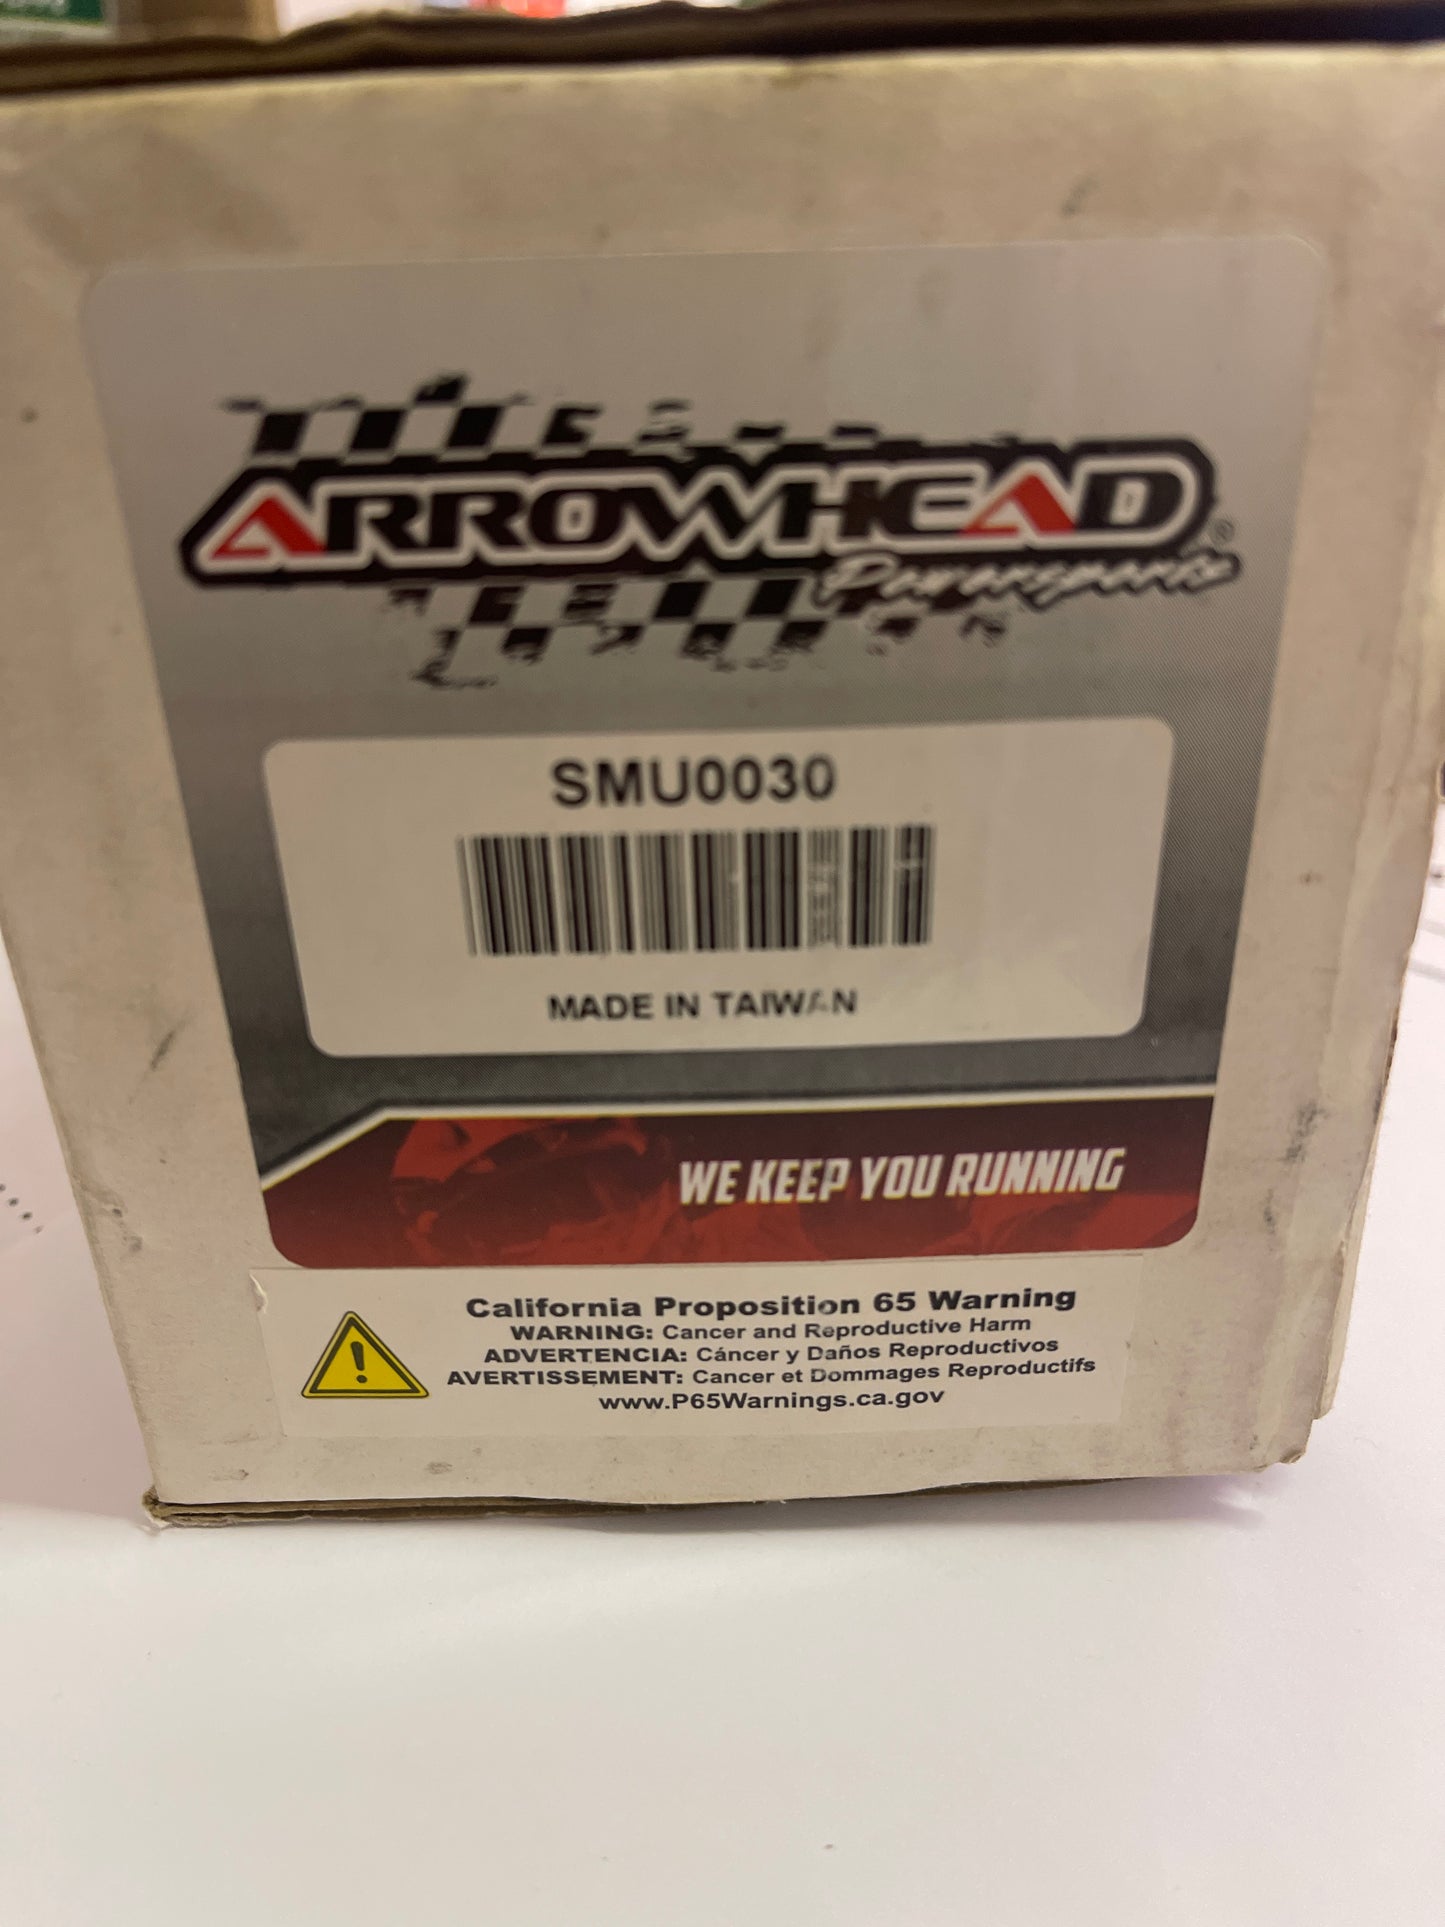 ARROWHEAD®
Powersports
SMU0030
MADE IN TAIWAN
WE KEEP YOU RUNNING
California Proposition 65 Warning
WARNING: Cancer and Reproductive Harm
ADVERTENCIA: Cáncer y Daños Reproductivos
AVERTISSEMENT: Cancer et Dommages Reproductifs
www.P65Warnings.ca.gov